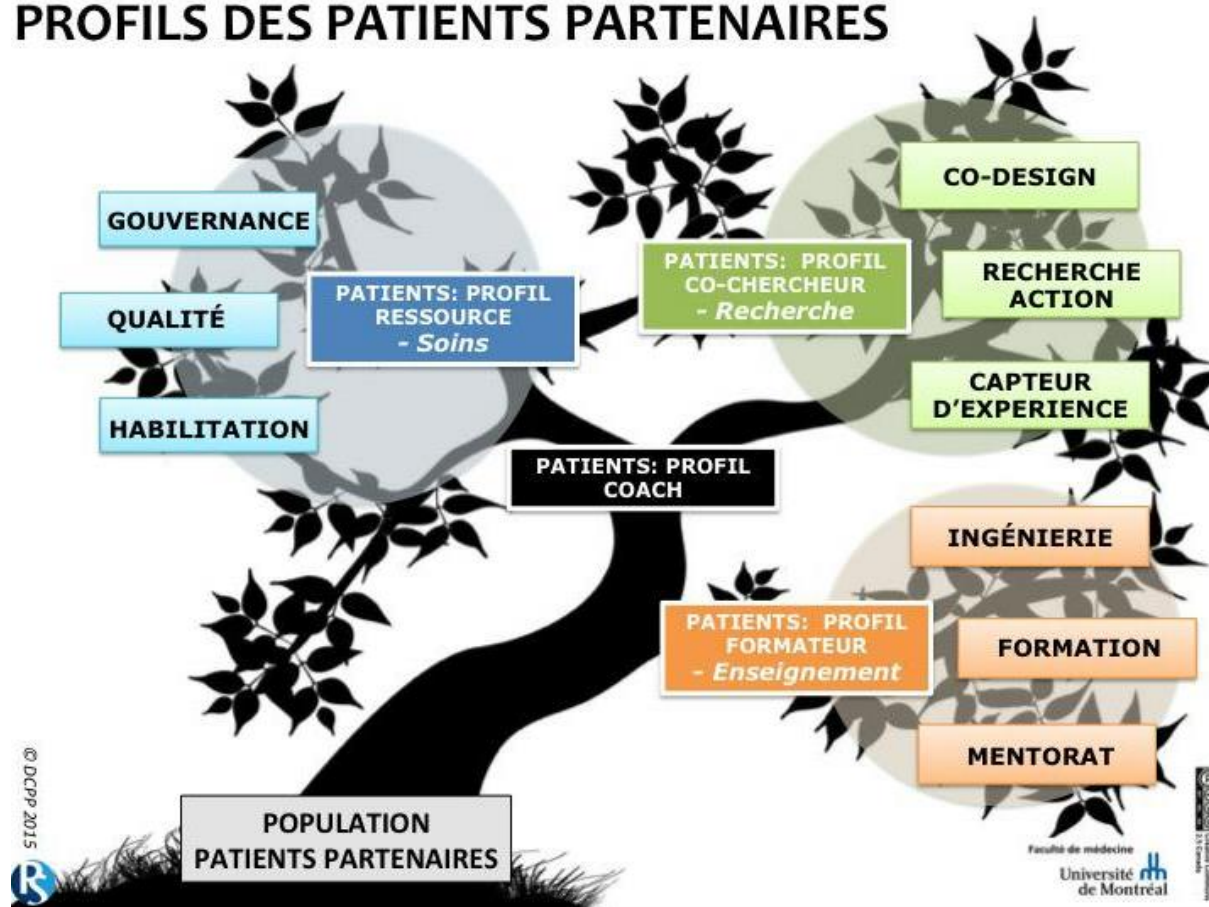 PROFILS DES PATIENTS PARTENAIRES
GOUVERNANCE
QUALITÉ
HABILITATION
PATIENTS: PROFIL
RESSOURCE
- Soins
PATIENTS: PROFIL
CO-CHERCHEUR
- Recherche
CO-DESIGN
RECHERCHE
ACTION
CAPTEUR
D'EXPERIENCE
PATIENTS: PROFIL
COACH
PATIENTS: PROFIL
FORMATEUR
- Enseignement
INGÉNIERIE
FORMATION
MENTORAT
POPULATION
PATIENTS PARTENAIRES
© DCPP 2015
Faculté de médecine
Université
de Montréal